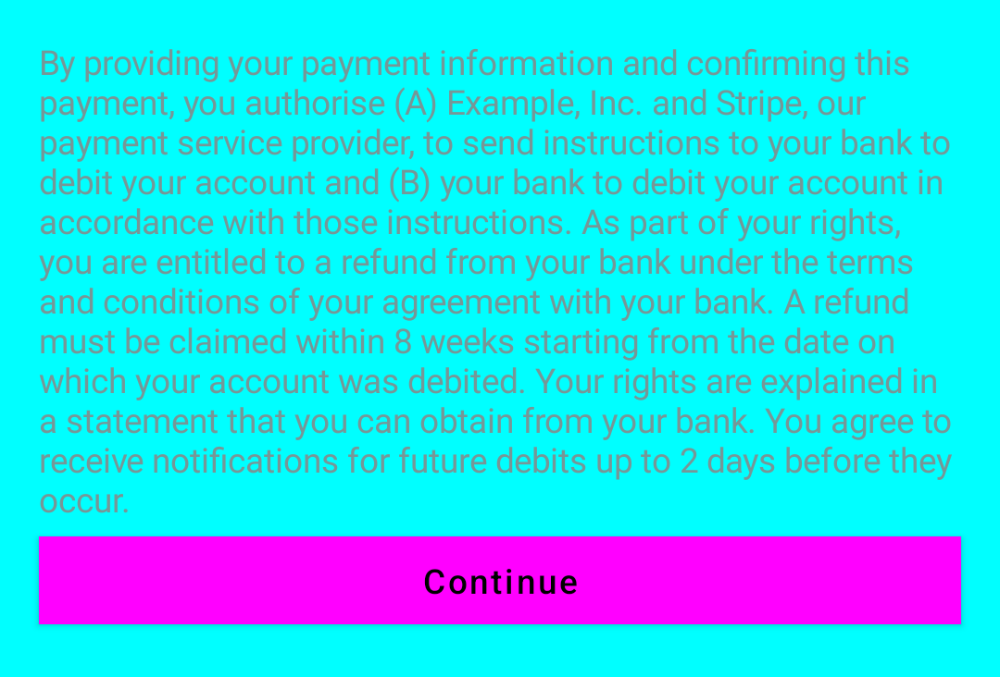 By providing your payment information and confirming this
payment, you authorise (A) Example, Inc. and Stripe, our
payment service provider, to send instructions to your bank to
debit your account and (B) your bank to debit your account in
accordance with those instructions. As part of your rights,
you are entitled to a refund from your bank under the terms
and conditions of your agreement with your bank. A refund
must be claimed within 8 weeks starting from the date on
which your account was debited. Your rights are explained in
a statement that you can obtain from your bank. You agree to
receive notifications for future debits up to 2 days before they
occur.
Continue